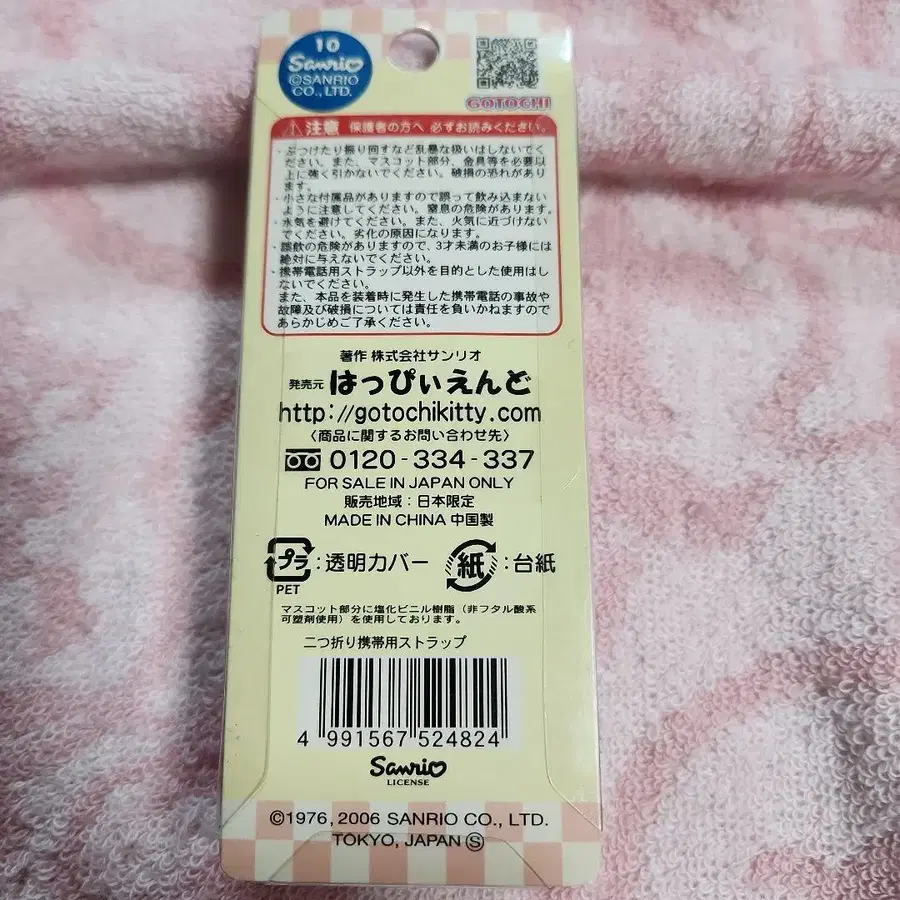 10
Sanrio
©SANRIO
CO., LTD.
GOTOCHI
注意 保護者の方へ 必ずお読みください。
・ぶつけたり振り回すなど乱暴な扱いはしないでく
ださい。また、マスコット部分、金具等を必要以
上に強く引かないでください。破損の恐れがあり
ます。
・小さな付属品がありますので誤って飲み込まない
ように注意してください。窒息の危険があります。
・水気を避けてください。また、火気に近づけない
でください。劣化の原因になります。
・誤飲の危険がありますので、3才未満のお子様には
絶対に与えないでください。
・携帯電話用ストラップ以外を目的とした使用はし
ないでください。
また、本品を装着時に発生した携帯電話の事故や
故障及び破損については責任を負いかねますので
あらかじめご了承ください。
著作 株式会社サンリオ
発売元 はっぴぃえんど
http://gotochikitty.com
〈商品に関するお問い合わせ先〉
0120-334-337
FOR SALE IN JAPAN ONLY
販売地域：日本限定
MADE IN CHINA 中国製
プラ：透明カバー 紙：台紙
PET
マスコット部分に塩化ビニル樹脂（非フタル酸系
可塑剤使用）を使用しております。
二つ折り携帯用ストラップ
4 991567 524824
Sanrio
LICENSE
©1976, 2006 SANRIO CO., LTD.
TOKYO, JAPAN Ⓢ